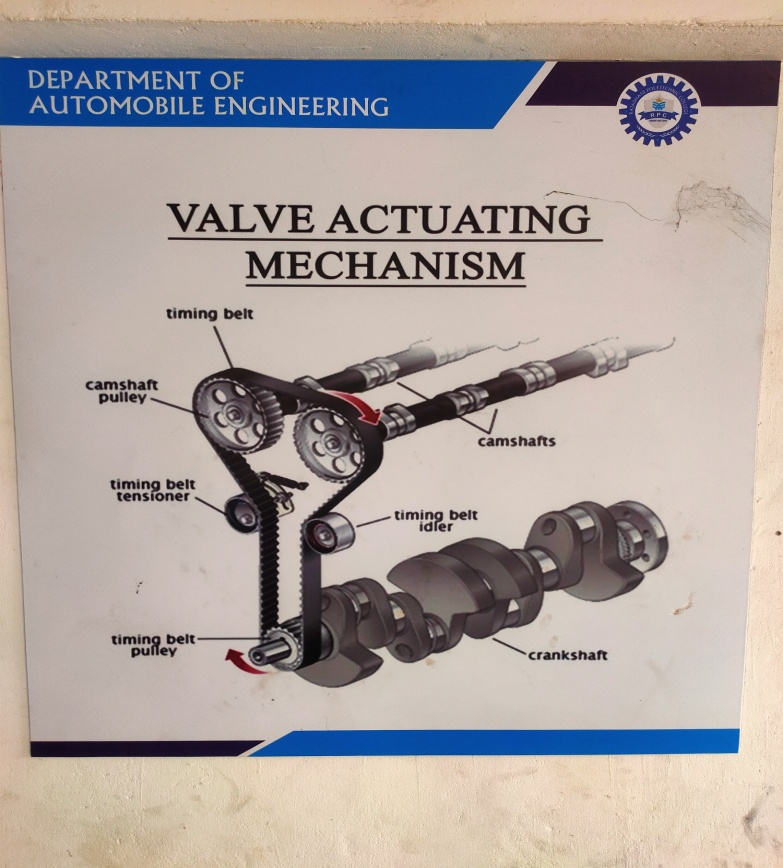 DEPARTMENT OF
AUTOMOBILE ENGINEERING
R P C
VALVE ACTUATING
MECHANISM
timing belt
camshaft
pulley
camshafts
timing belt
tensioner
timing belt
idler
timing belt
pulley
crankshaft